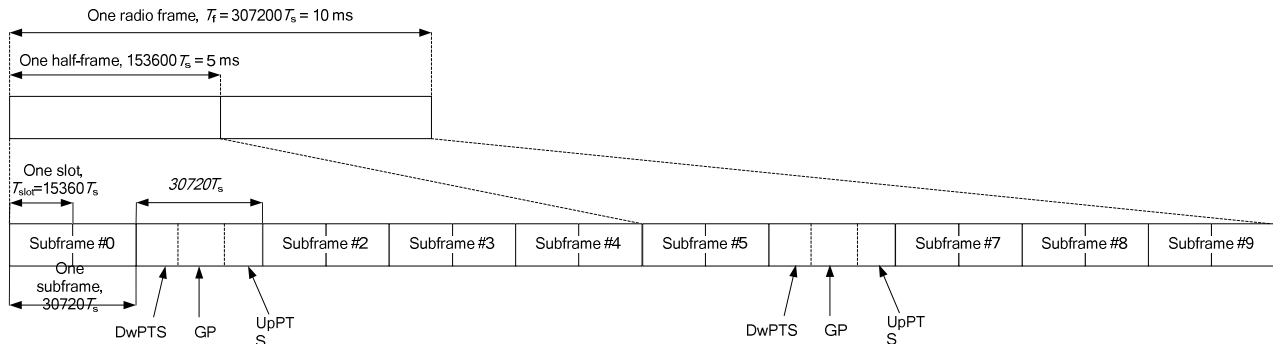 One radio frame, Tf = 307200Ts = 10 ms
One half-frame, 153600Ts = 5 ms
One slot,
Tslot=15360Ts
30720Ts
Subframe #0
Subframe #2
Subframe #3
Subframe #4
Subframe #5
Subframe #7
Subframe #8
Subframe #9
One
subframe,
30720Ts
DwPTS
GP
UpPT
S
DwPTS
GP
UpPT
S